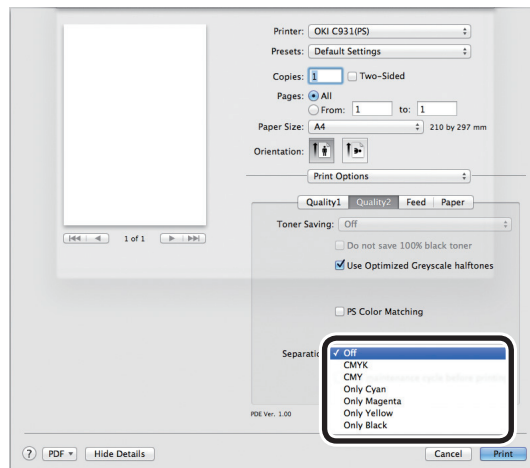 Printer: OKI C931(PS)
Presets: Default Settings
Copies: 1 Two-Sided
Pages: All
From: 1 to: 1
Paper Size: A4 210 by 297 mm
Orientation:
Print Options
Quality1 Quality2 Feed Paper
Toner Saving: Off
Do not save 100% black toner
1 of 1
Use Optimized Greyscale halftones
PS Color Matching
Separatio ✓ Off
CMYK
CMY
Only Cyan
Only Magenta
Only Yellow
Only Black
PDE Ver. 1.00
? PDF Hide Details Cancel Print